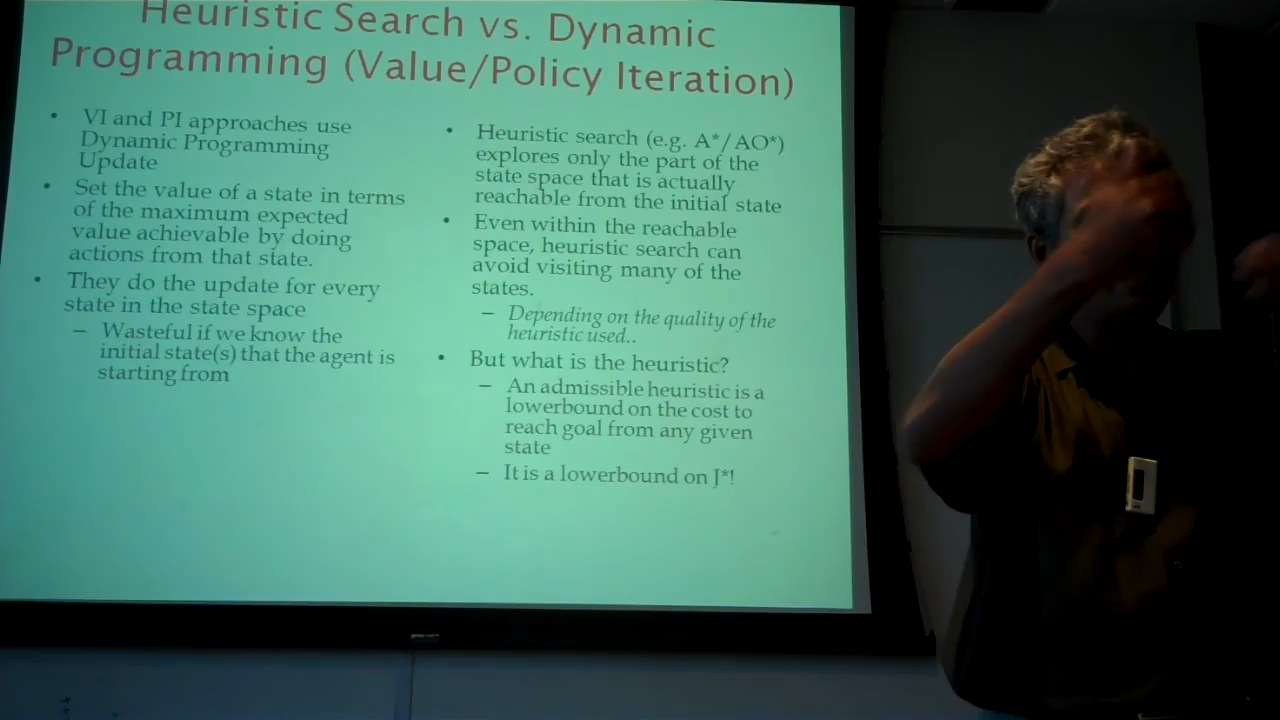 Heuristic Search vs. Dynamic
Programming (Value/Policy Iteration)
• VI and PI approaches use
Dynamic Programming
Update
• Set the value of a state in terms
of the maximum expected
value achievable by doing
actions from that state.
• They do the update for every
state in the state space
– Wasteful if we know the
initial state(s) that the agent is
starting from
• Heuristic search (e.g. A*/AO*)
explores only the part of the
state space that is actually
reachable from the initial state
• Even within the reachable
space, heuristic search can
avoid visiting many of the
states.
– Depending on the quality of the
heuristic used..
• But what is the heuristic?
– An admissible heuristic is a
lowerbound on the cost to
reach goal from any given
state
– It is a lowerbound on J*!